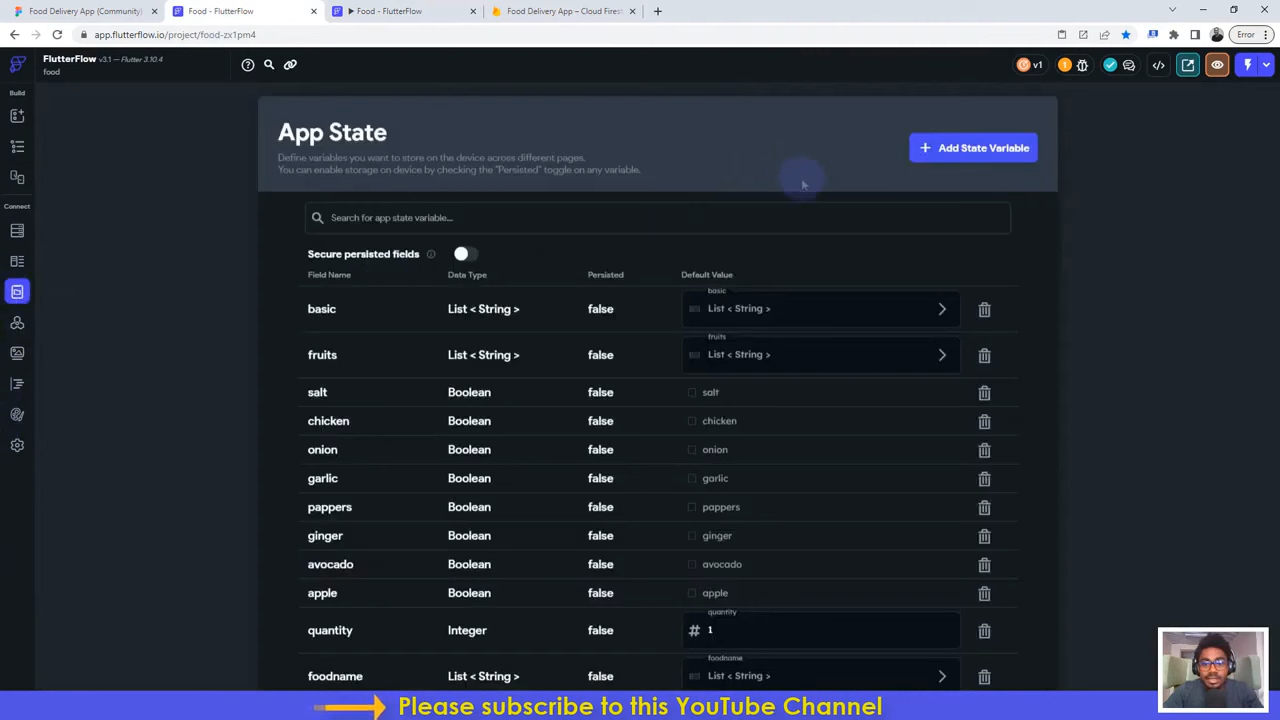 Food Delivery App (Community)
Food - FlutterFlow
Food - FlutterFlow
Food Delivery App – Cloud Firest
app.flutterflow.io/project/food-zx1pm4
Error
FlutterFlow v3.1 — Flutter 3.10.4
food
v1
1
Build
Connect
App State
Define variables you want to store on the device across different pages.
You can enable storage on device by checking the "Persisted" toggle on any variable.
+ Add State Variable
Search for app state variable...
Secure persisted fields
Field Name Data Type Persisted Default Value
basic
basic List < String > false List < String >
fruits
fruits List < String > false List < String >
salt Boolean false salt
chicken Boolean false chicken
onion Boolean false onion
garlic Boolean false garlic
pappers Boolean false pappers
ginger Boolean false ginger
avocado Boolean false avocado
apple Boolean false apple
quantity
quantity Integer false # 1
foodname
foodname List < String > false List < String >
Please subscribe to this YouTube Channel